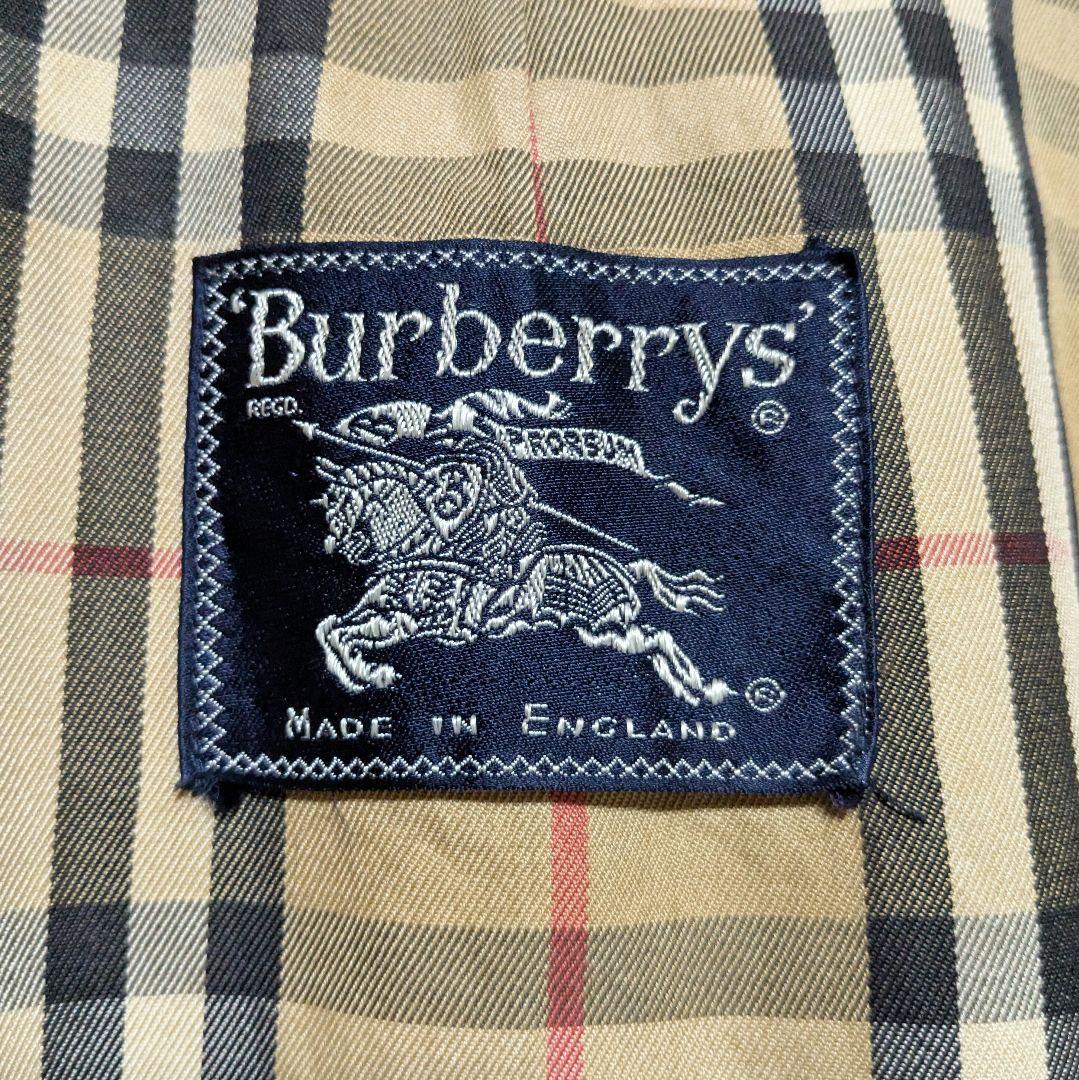 'Burberrys'
REGD. ®
PRORSUM
®
MADE IN ENGLAND